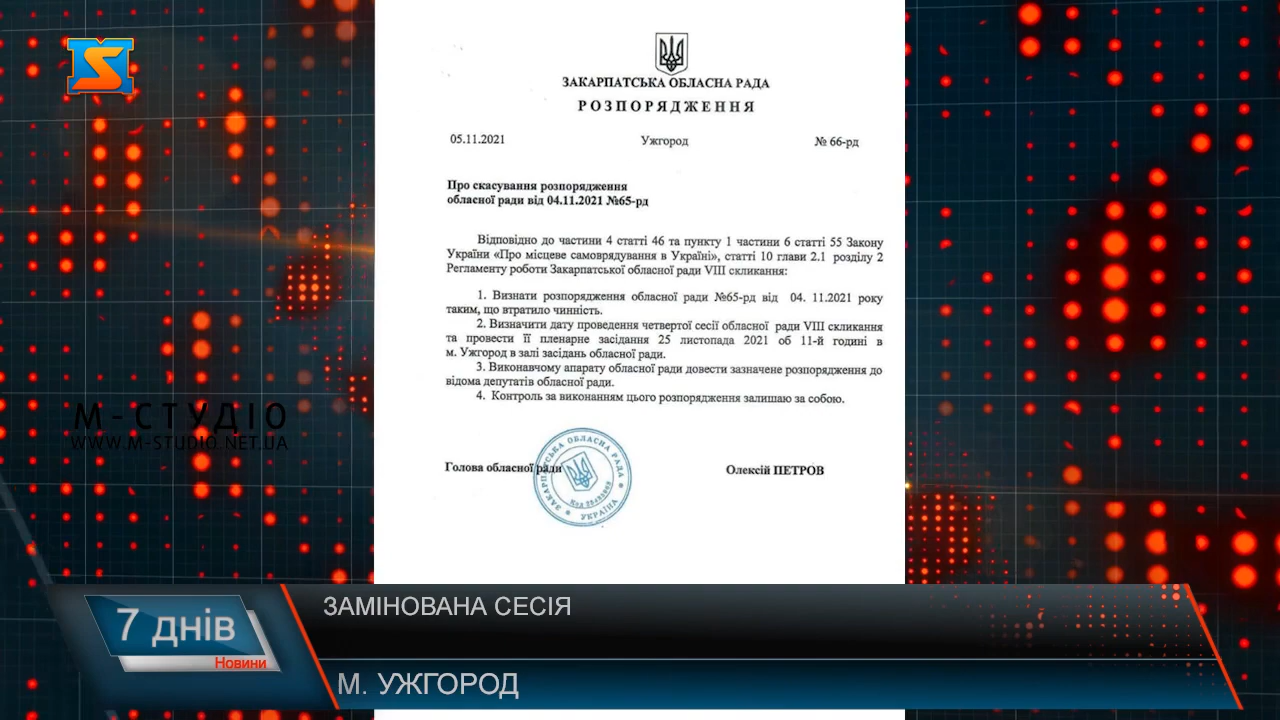 ЗАКАРПАТСЬКА ОБЛАСНА РАДА
РОЗПОРЯДЖЕННЯ
05.11.2021 Ужгород № 66-рд
Про скасування розпорядження
обласної ради від 04.11.2021 №65-рд
Відповідно до частини 4 статті 46 та пункту 1 частини 6 статті 55 Закону
України «Про місцеве самоврядування в Україні», статті 10 глави 2.1 розділу 2
Регламенту роботи Закарпатської обласної ради VIII скликання:
1. Визнати розпорядження обласної ради №65-рд від 04. 11.2021 року
таким, що втратило чинність.
2. Визначити дату проведення четвертої сесії обласної ради VIII скликання
та провести її пленарне засідання 25 листопада 2021 об 11-й годині в
м. Ужгород в залі засідань обласної ради.
3. Виконавчому апарату обласної ради довести зазначене розпорядження до
відома депутатів обласної ради.
4. Контроль за виконанням цього розпорядження залишаю за собою.
Голова обласної ради Олексій ПЕТРОВ
ЗАКАРПАТСЬКА ОБЛАСНА РАДА
УКРАЇНА
М-СТУДІО
WWW.M-STUDIO.NET.UA
7 днів
Новини
ЗАМІНОВАНА СЕСІЯ
М. УЖГОРОД